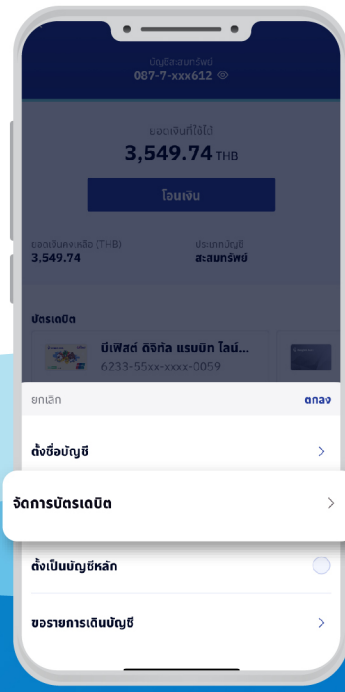 บัญชีสะสมทรัพย์
087-7-xxx612
ยอดเงินที่ใช้ได้
3,549.74 THB
โอนเงิน
ยอดเงินคงเหลือ (THB) ประเภทบัญชี
3,549.74 สะสมทรัพย์
บัตรเดบิต
บีเฟิสต์ ดิจิทัล แรบบิท ไลน์...
6233-55xx-xxxx-0059
ยกเลิก ตกลง
ตั้งชื่อบัญชี
จัดการบัตรเดบิต
ตั้งเป็นบัญชีหลัก
ขอรายการเดินบัญชี